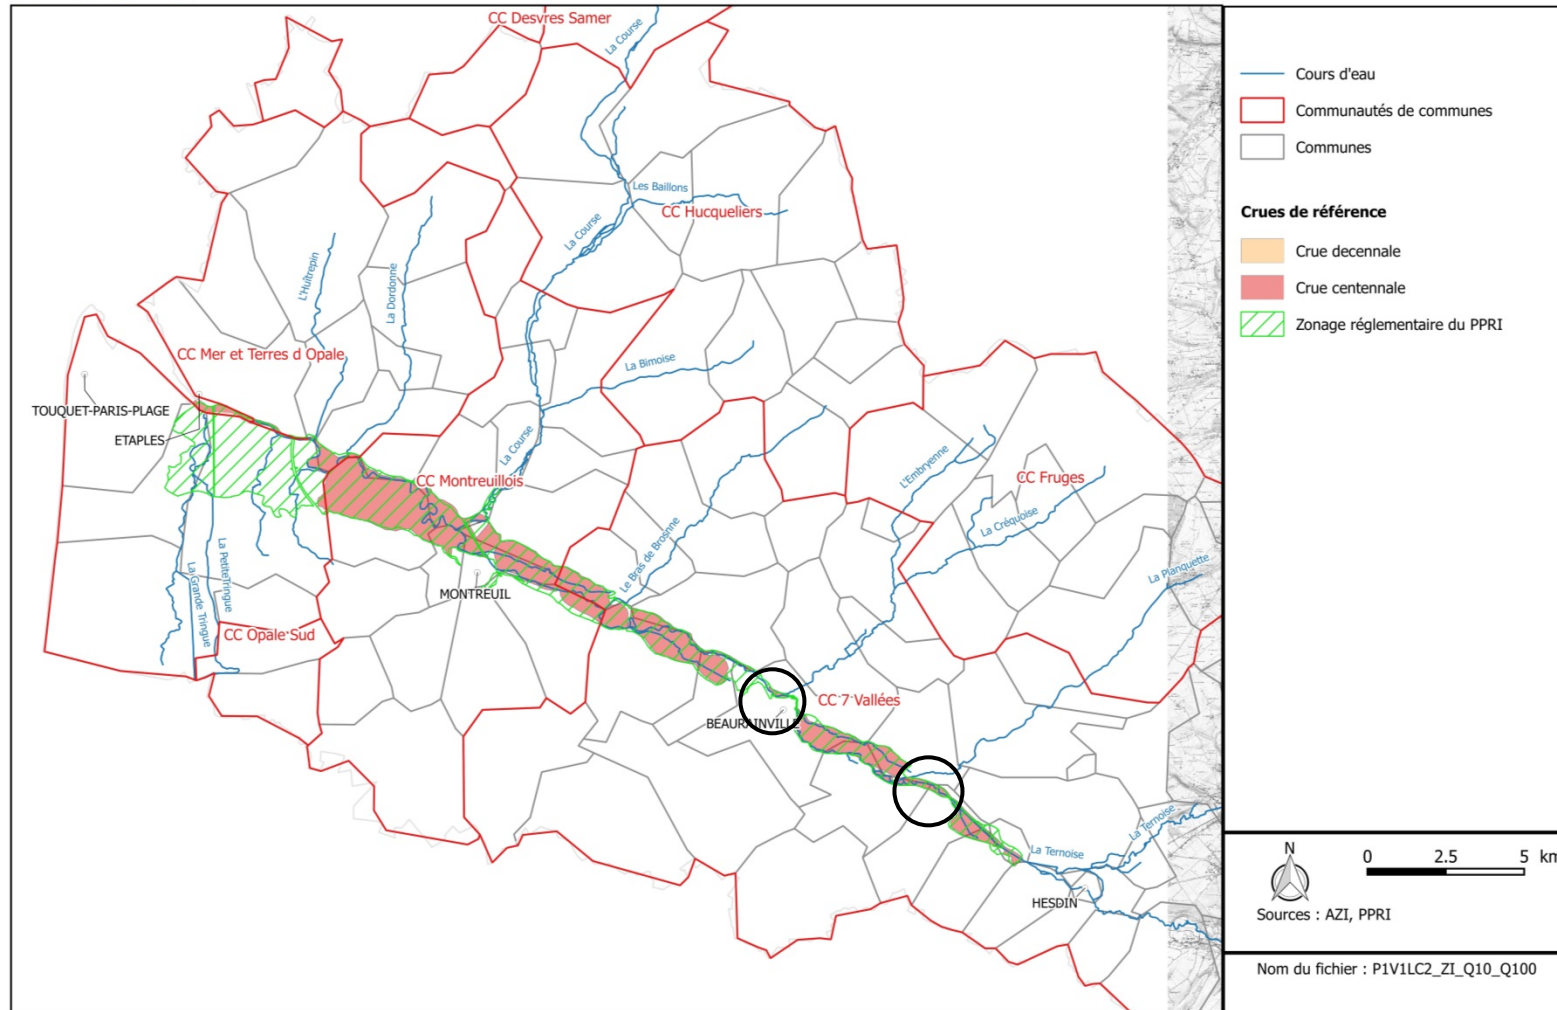 CC Desvres Samer
La Course
Les Baillons
CC Hucqueliers
La Course
L'Huîtrepin
La Dordonne
CC Mer et Terres d Opale
La Bimoise
TOUQUET-PARIS-PLAGE
ETAPLES
La Course
CC Montreuillois
L'Embryenne
CC Fruges
La Créquoise
Le Bras de Brosnne
La Planquette
La PetiteTringue
La Grande Tringue
MONTREUIL
CC Opale Sud
CC 7 Vallées
BEAURAINVILLE
La Ternoise
La Ternoise
HESDIN
Cours d'eau
Communautés de communes
Communes
Crues de référence
Crue decennale
Crue centennale
Zonage réglementaire du PPRI
N
0 2.5 5 km
Sources : AZI, PPRI
Nom du fichier : P1V1LC2_ZI_Q10_Q100